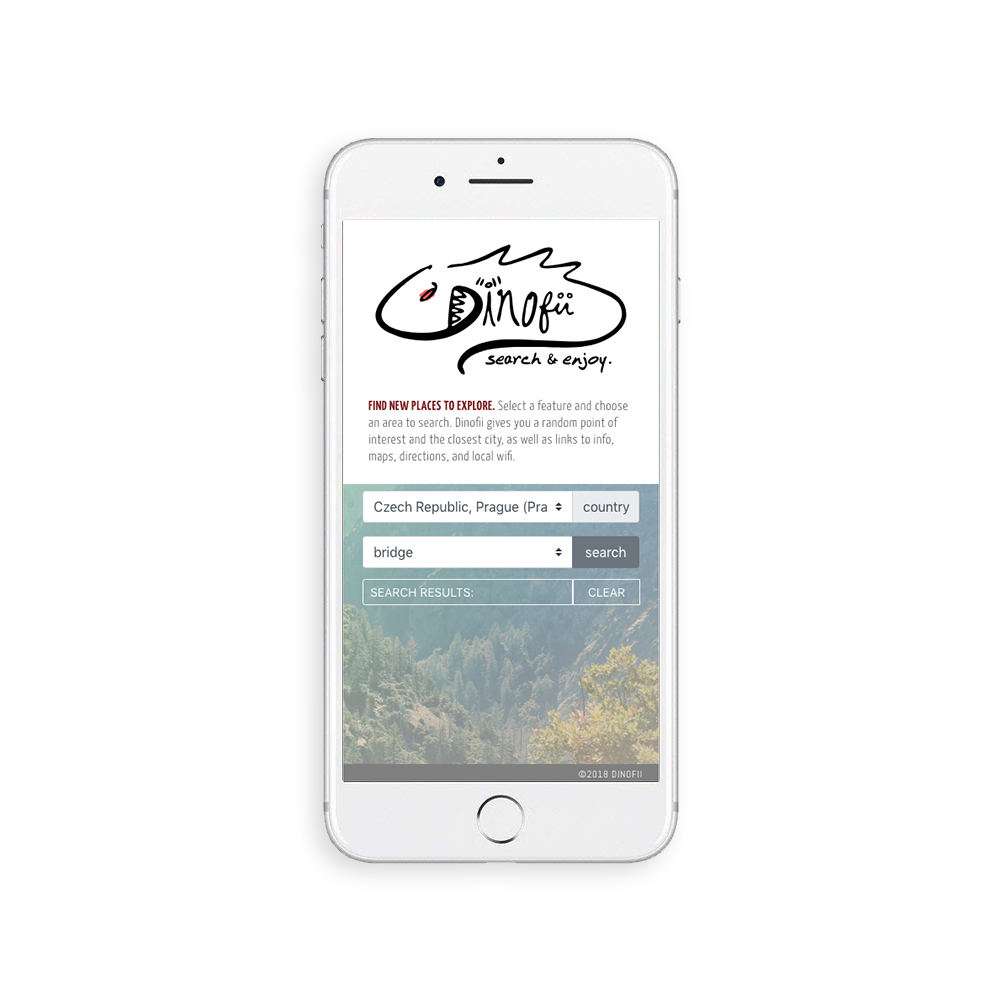 Dinofii
search & enjoy.
FIND NEW PLACES TO EXPLORE. Select a feature and choose
an area to search. Dinofii gives you a random point of
interest and the closest city, as well as links to info,
maps, directions, and local wifi.
Czech Republic, Prague (Pra country
bridge search
SEARCH RESULTS: CLEAR
©2018 DINOFII